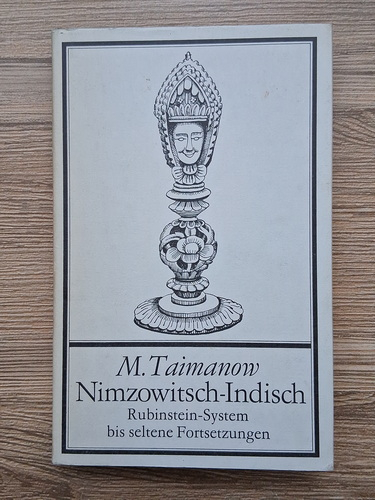 M. Taimanow
Nimzowitsch-Indisch
Rubinstein-System
bis seltene Fortsetzungen